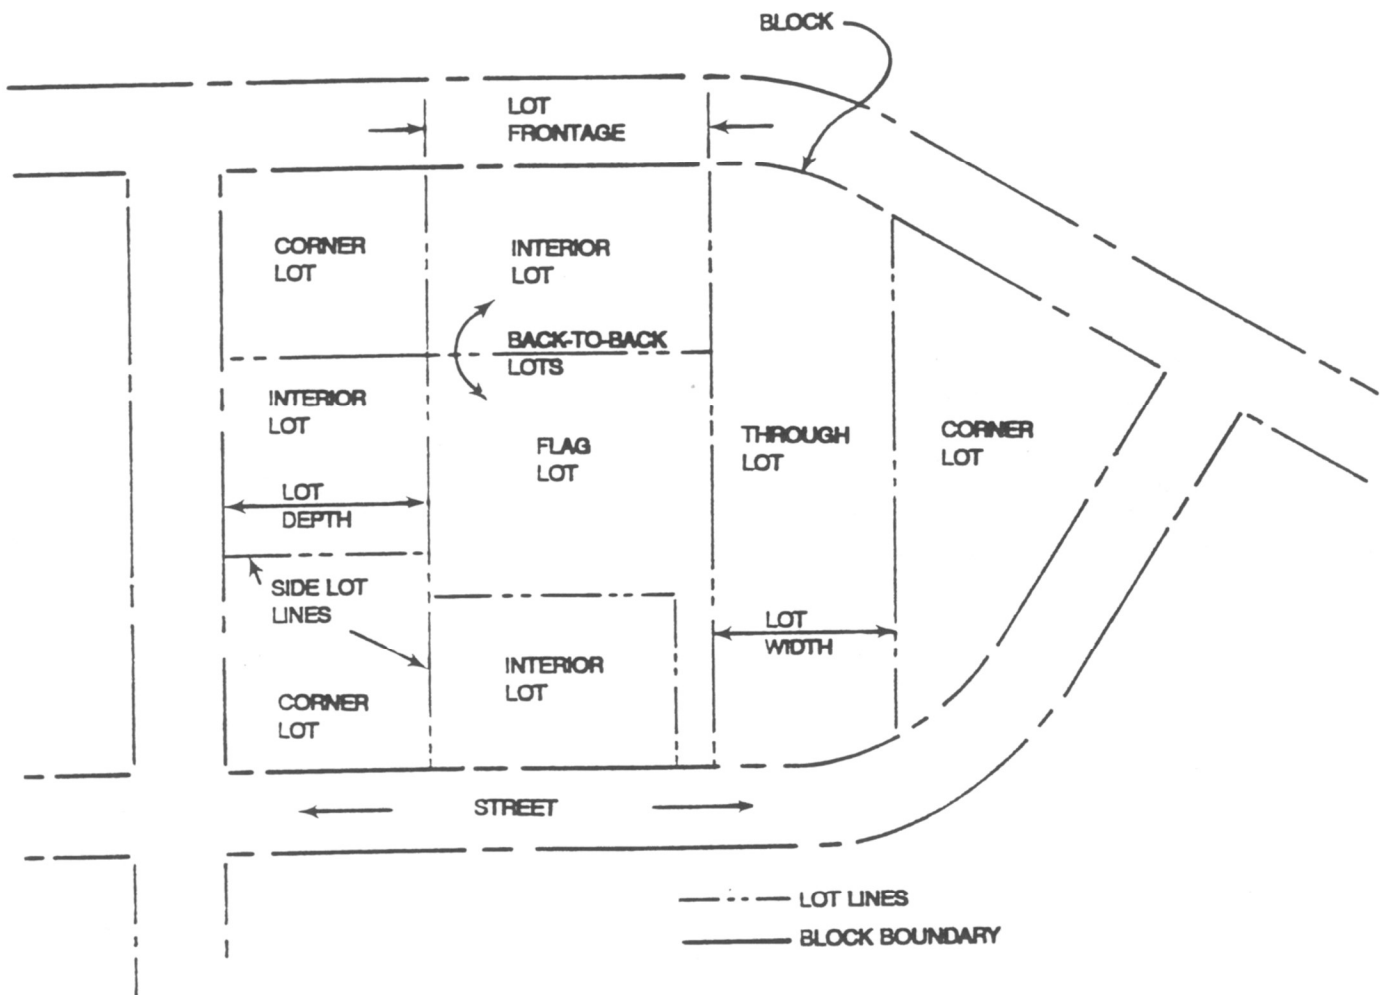 BLOCK
LOT
FRONTAGE
CORNER
LOT
INTERIOR
LOT
BACK-TO-BACK
LOTS
INTERIOR
LOT
FLAG
LOT
THROUGH
LOT
CORNER
LOT
LOT
DEPTH
SIDE LOT
LINES
LOT
WIDTH
INTERIOR
LOT
CORNER
LOT
STREET
LOT LINES
BLOCK BOUNDARY